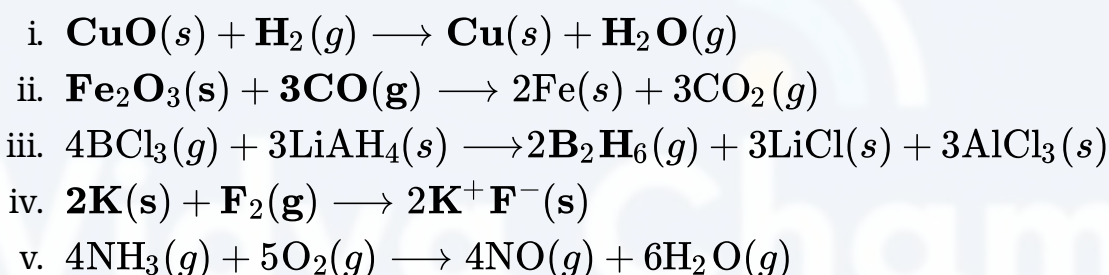 i. CuO(s) + H₂(g) ⟶ Cu(s) + H₂O(g)
ii. Fe₂O₃(s) + 3CO(g) ⟶ 2Fe(s) + 3CO₂(g)
iii. 4BCl₃(g) + 3LiAH₄(s) ⟶2B₂H₆(g) + 3LiCl(s) + 3AlCl₃(s)
iv. 2K(s) + F₂(g) ⟶ 2K⁺F⁻(s)
v. 4NH₃(g) + 5O₂(g) ⟶ 4NO(g) + 6H₂O(g)